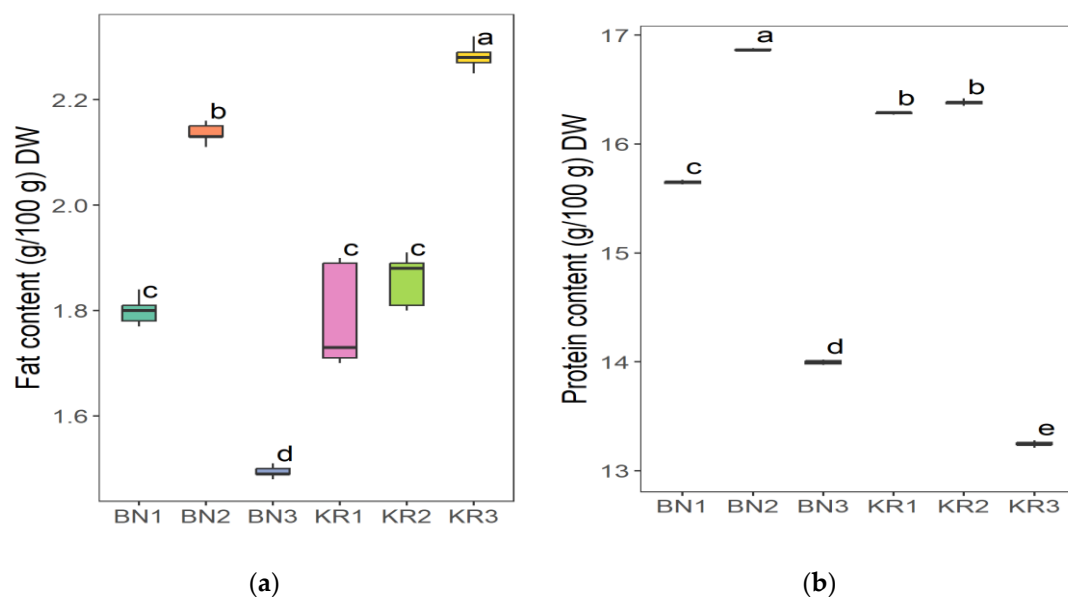 Fat content (g/100 g) DW
2.2
2.0
1.8
1.6
c
b
d
c
c
a
BN1 BN2 BN3 KR1 KR2 KR3
(a)
Protein content (g/100 g) DW
17
16
15
14
13
c
a
d
b
b
e
BN1 BN2 BN3 KR1 KR2 KR3
(b)